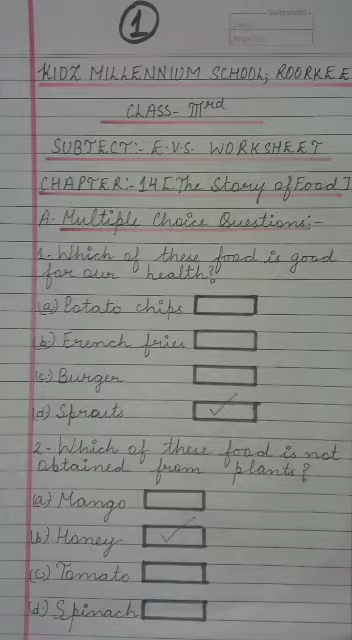 1
KIDZ MILLENNIUM SCHOOL, ROORKEE
CLASS- IIIrd
SUBTECT:- E.V.S. WORKSHEET
CHAPTER:-14 [The Story of Food]
A- Multiple Choice Questions:-
1- Which of these food is good
for our health?
(a) Potato chips
(b) French fries
(c) Burger
(d) Sprouts ✓
2- Which of these food is not
obtained from plants?
(a) Mango
(b) Honey ✓
(c) Tomato
(d) Spinach